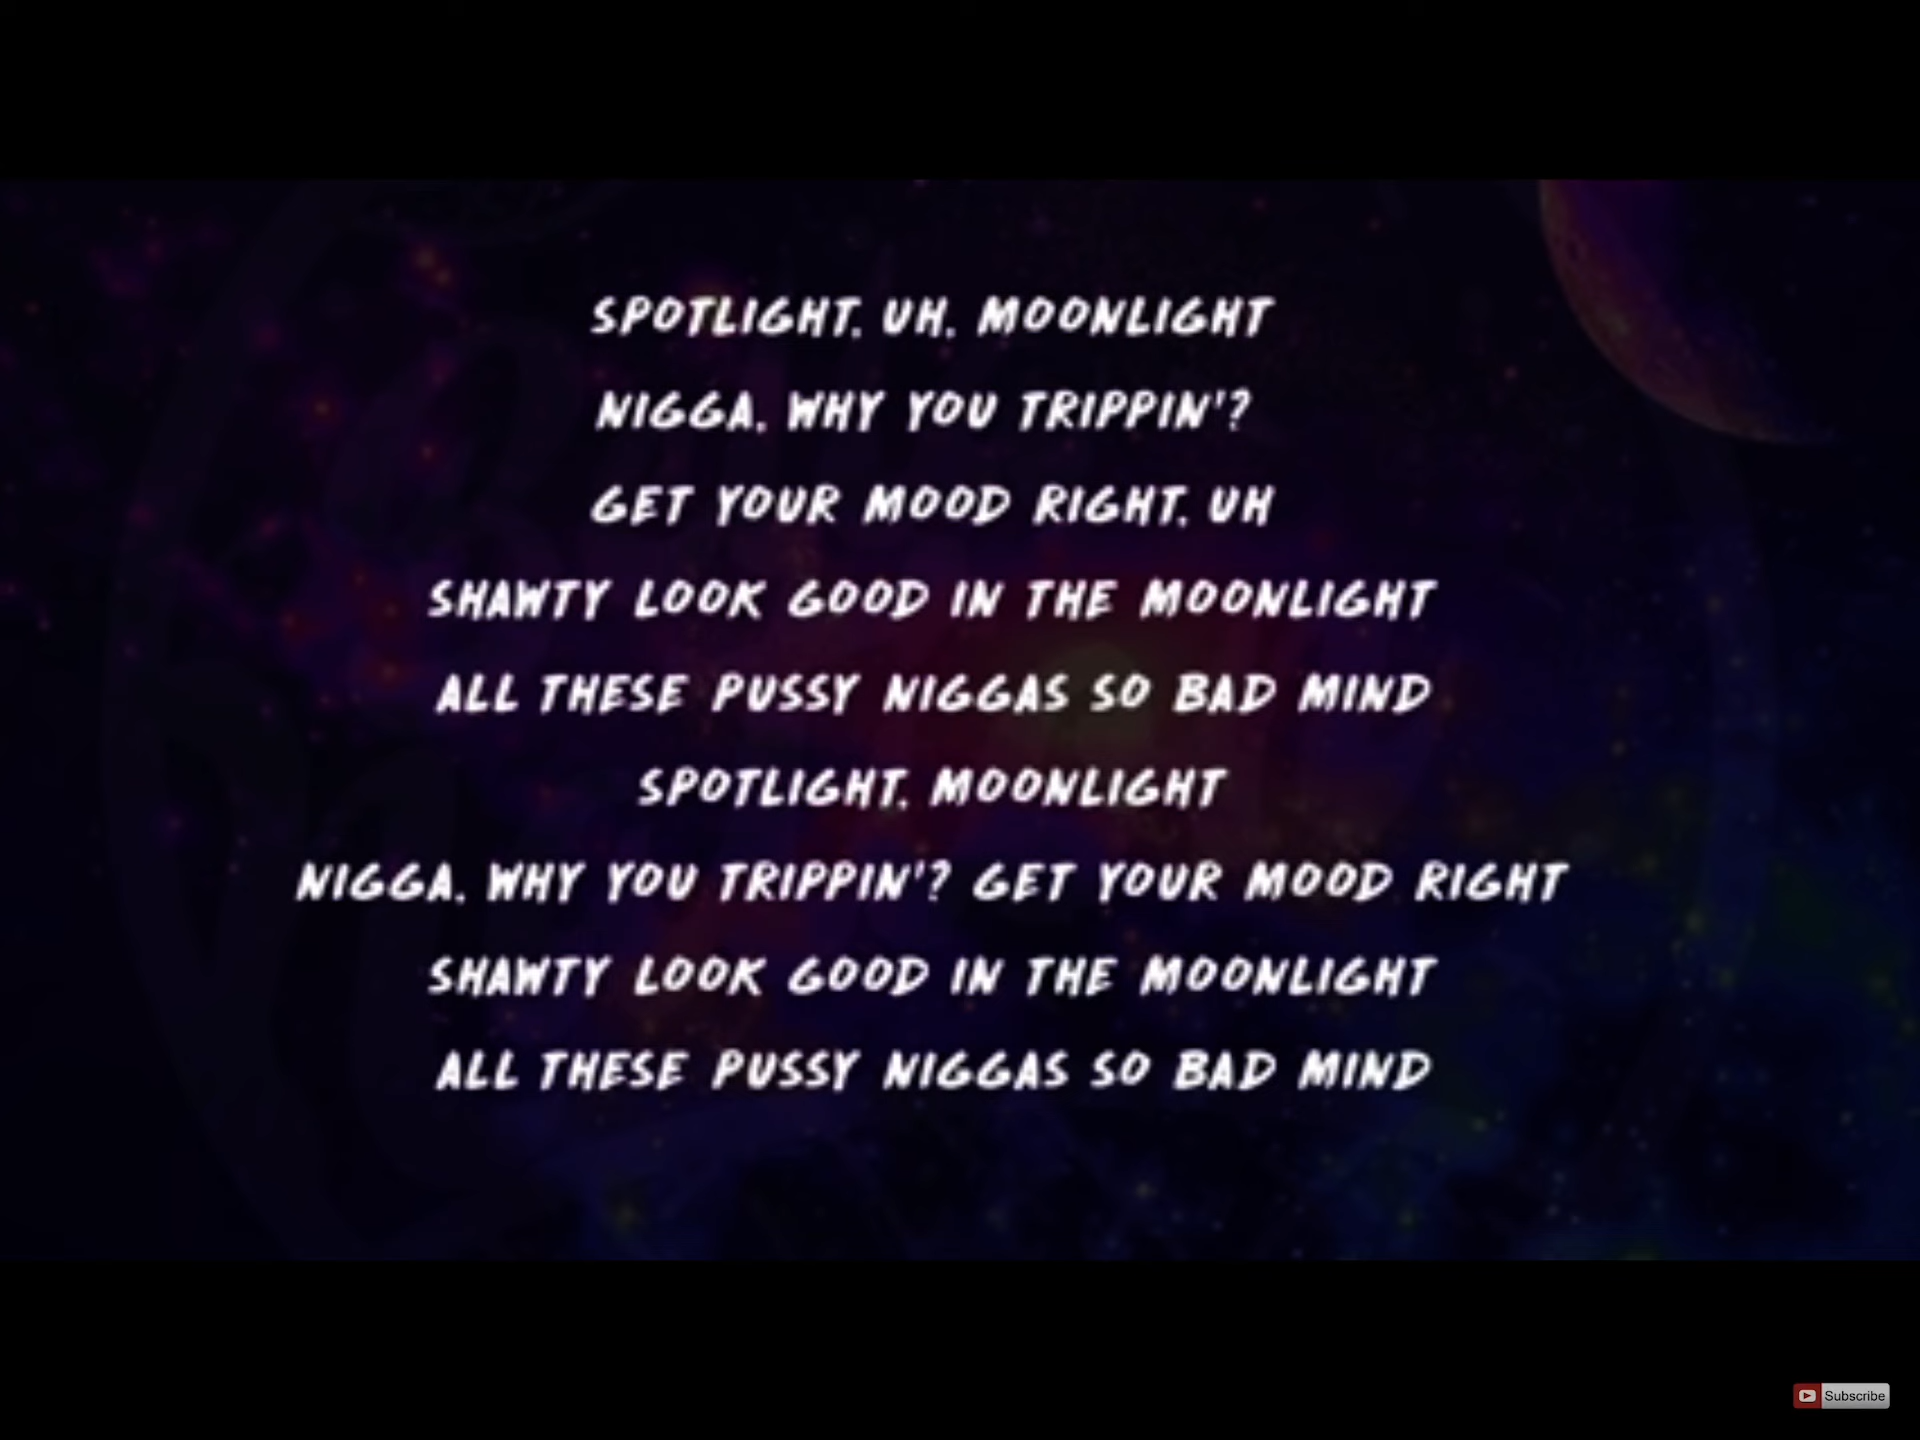 SPOTLIGHT, UH, MOONLIGHT
NIGGA, WHY YOU TRIPPIN'?
GET YOUR MOOD RIGHT, UH
SHAWTY LOOK GOOD IN THE MOONLIGHT
ALL THESE PUSSY NIGGAS SO BAD MIND
SPOTLIGHT, MOONLIGHT
NIGGA, WHY YOU TRIPPIN'? GET YOUR MOOD RIGHT
SHAWTY LOOK GOOD IN THE MOONLIGHT
ALL THESE PUSSY NIGGAS SO BAD MIND
Subscribe